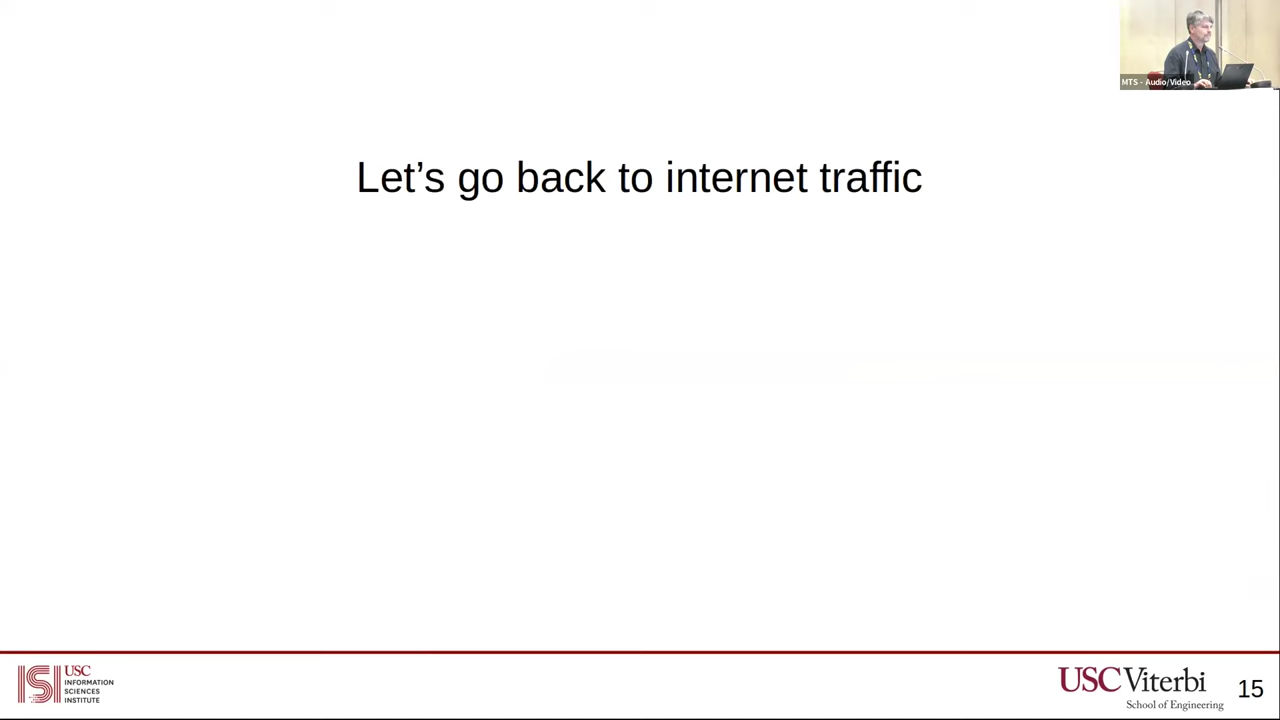 MTS - Audio/Video
Let’s go back to internet traffic
ISI
USC
INFORMATION
SCIENCES
INSTITUTE
USC Viterbi
School of Engineering
15